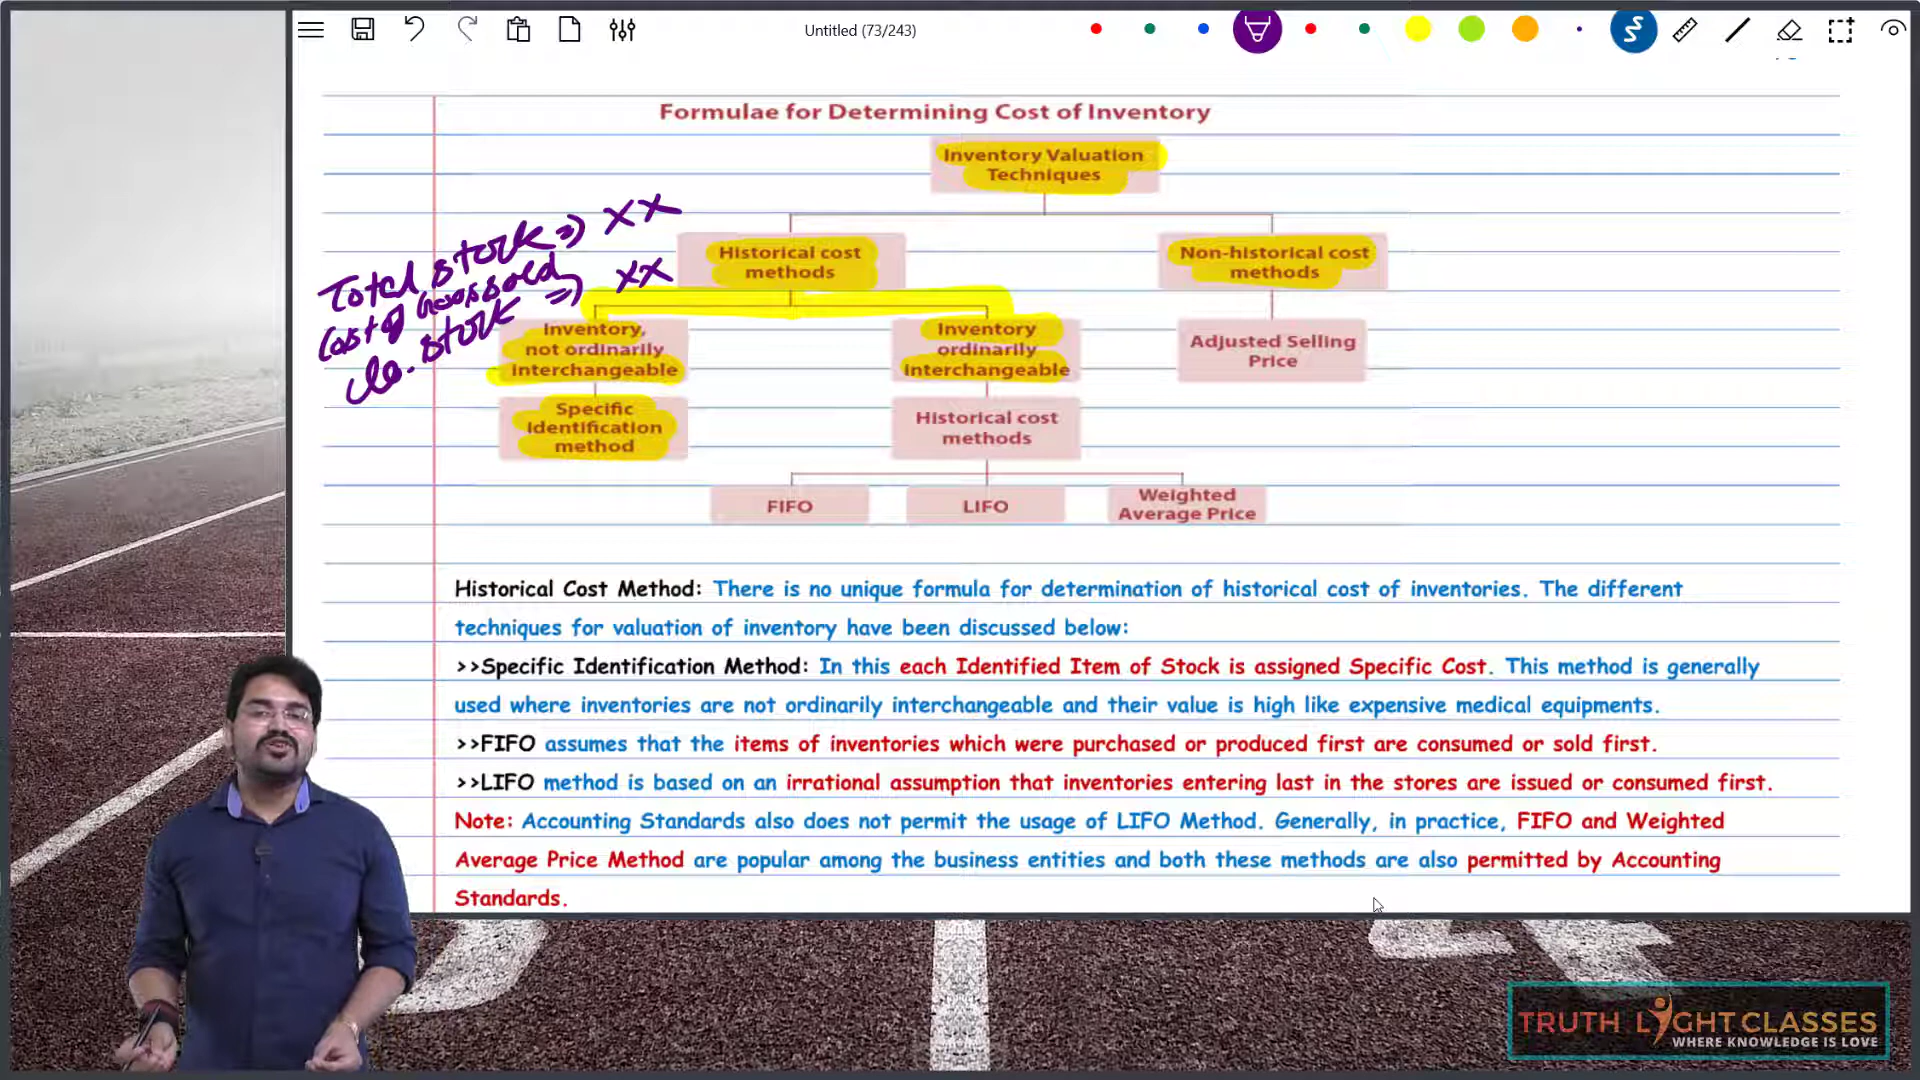 Untitled (73/243)
Formulae for Determining Cost of Inventory
Inventory Valuation
Techniques
Total stock => XX
Cost of Goods Sold
clo. stock => XX
Historical cost
methods
Non-historical cost
methods
Inventory,
not ordinarily
interchangeable
Inventory
ordinarily
interchangeable
Adjusted Selling
Price
Specific
identification
method
Historical cost
methods
FIFO
LIFO
Weighted
Average Price
Historical Cost Method: There is no unique formula for determination of historical cost of inventories. The different
techniques for valuation of inventory have been discussed below:
>>Specific Identification Method: In this each Identified Item of Stock is assigned Specific Cost. This method is generally
used where inventories are not ordinarily interchangeable and their value is high like expensive medical equipments.
>>FIFO assumes that the items of inventories which were purchased or produced first are consumed or sold first.
>>LIFO method is based on an irrational assumption that inventories entering last in the stores are issued or consumed first.
Note: Accounting Standards also does not permit the usage of LIFO Method. Generally, in practice, FIFO and Weighted
Average Price Method are popular among the business entities and both these methods are also permitted by Accounting
Standards.
TRUTH LIGHT CLASSES
WHERE KNOWLEDGE IS LOVE